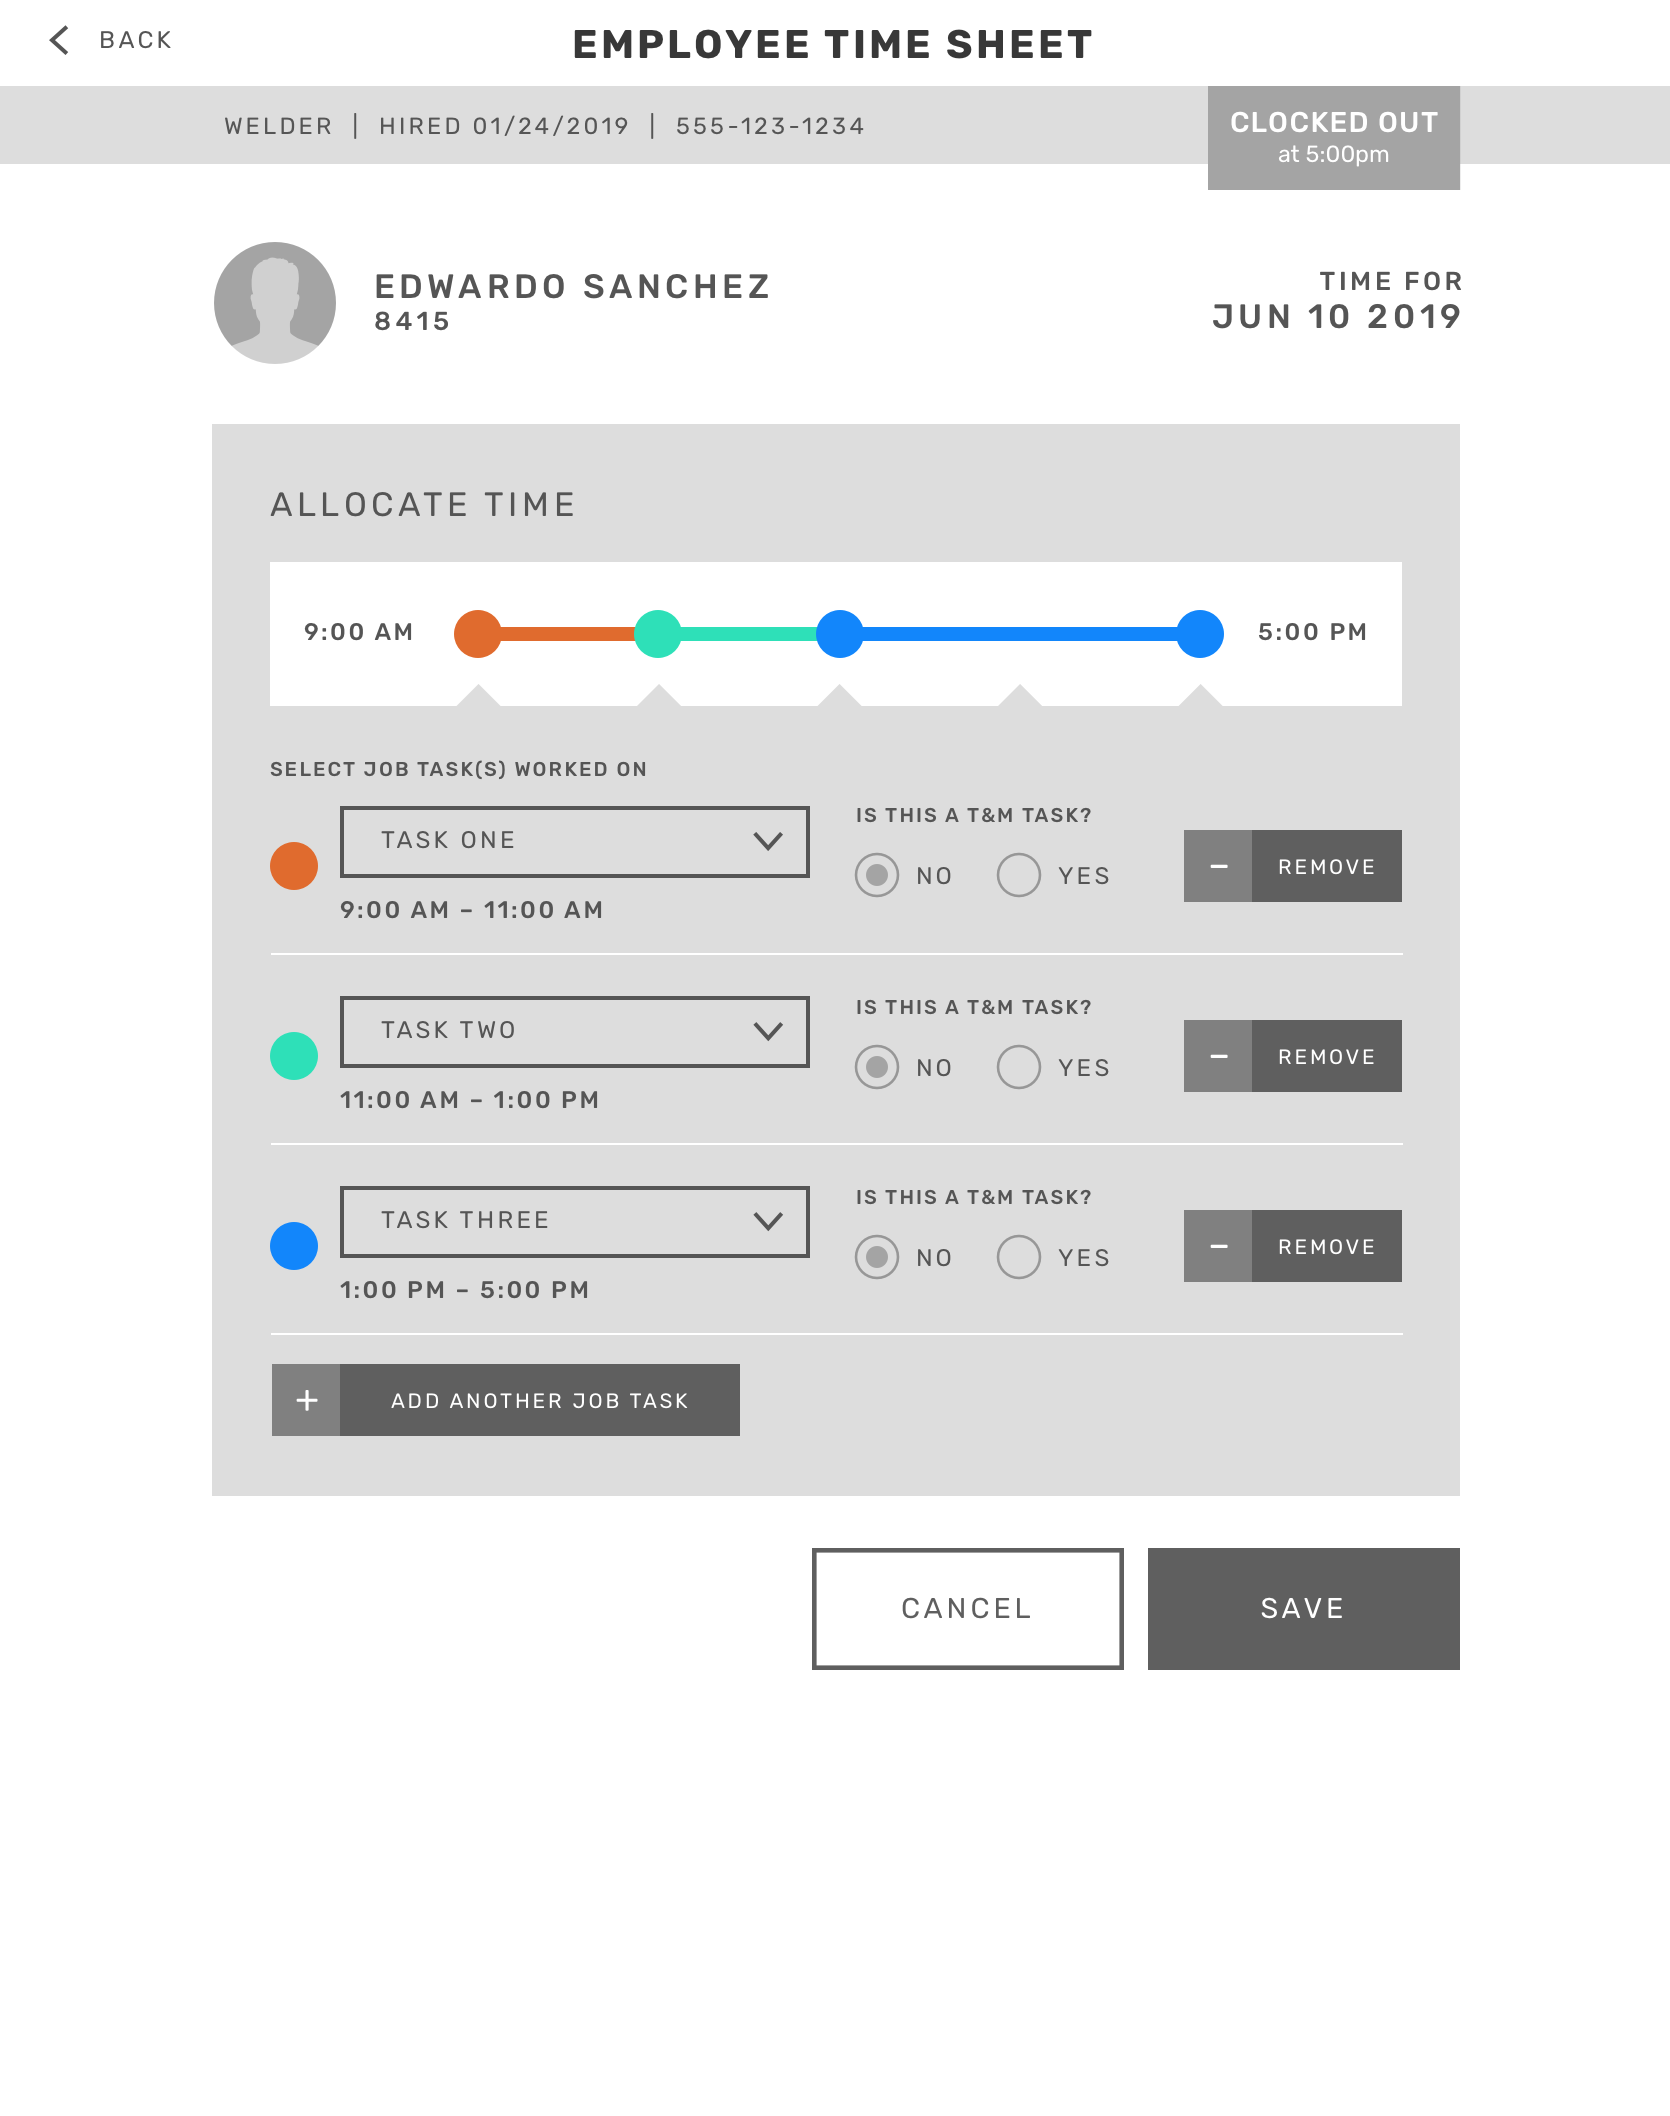 BACK
EMPLOYEE TIME SHEET
WELDER | HIRED 01/24/2019 | 555-123-1234
CLOCKED OUT
at 5:00pm
EDWARDO SANCHEZ
8415
TIME FOR
JUN 10 2019
ALLOCATE TIME
9:00 AM
5:00 PM
SELECT JOB TASK(S) WORKED ON
TASK ONE
IS THIS A T&M TASK?
NO YES
– REMOVE
9:00 AM – 11:00 AM
TASK TWO
IS THIS A T&M TASK?
NO YES
– REMOVE
11:00 AM – 1:00 PM
TASK THREE
IS THIS A T&M TASK?
NO YES
– REMOVE
1:00 PM – 5:00 PM
+ ADD ANOTHER JOB TASK
CANCEL
SAVE